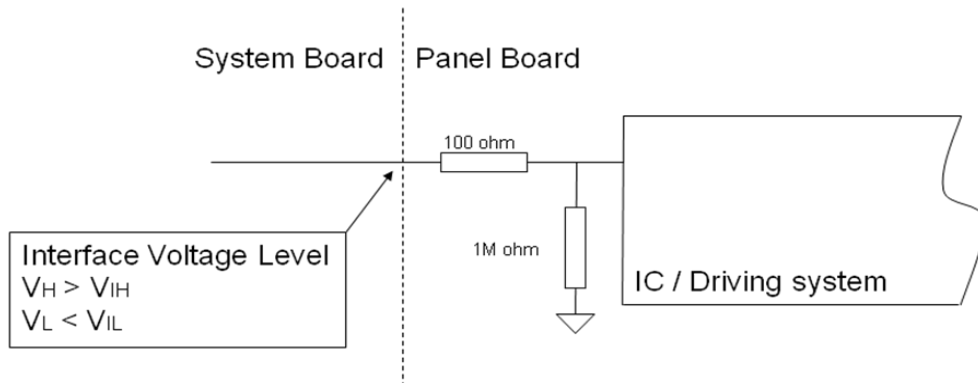 System Board
Panel Board
100 ohm
1M ohm
IC / Driving system
Interface Voltage Level
VH > VIH
VL < VIL